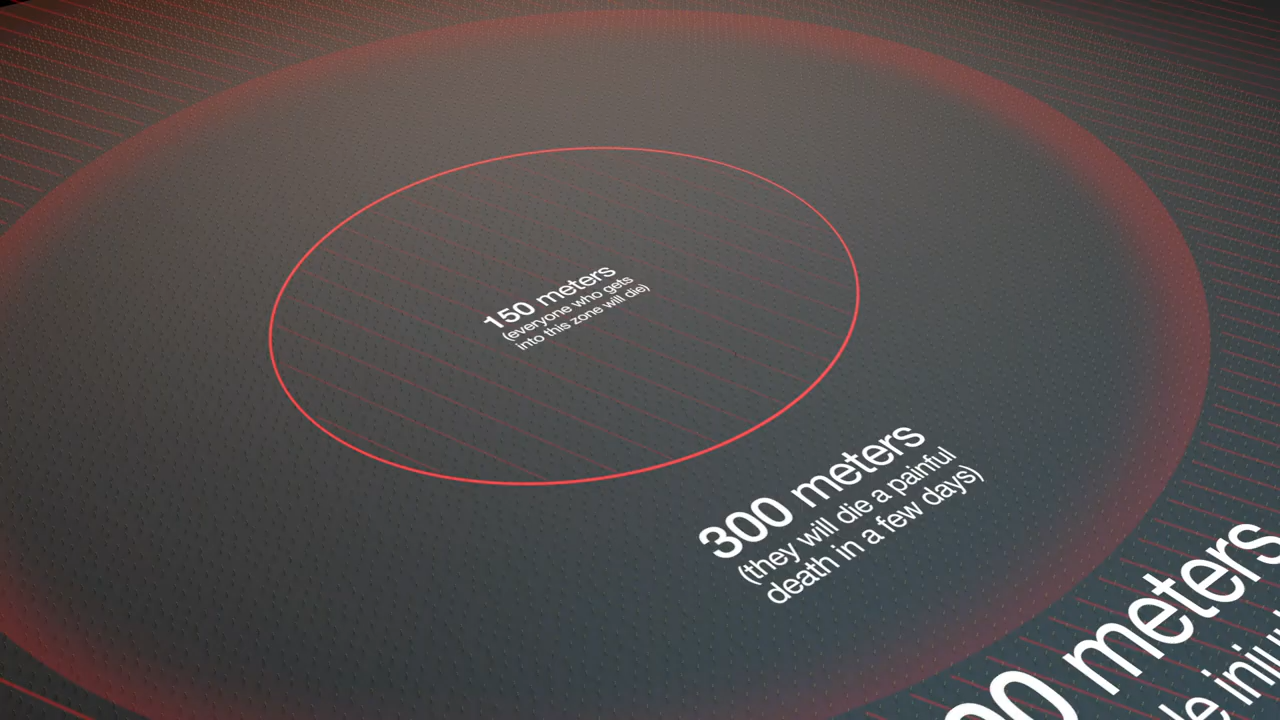 150 meters
(everyone who gets
into this zone will die)
300 meters
(they will die a painful
death in a few days)
meters